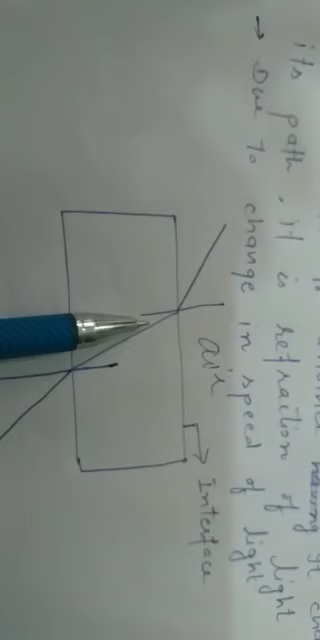 its path, it is refraction of light
→ Due to change in speed of light
air
Interface